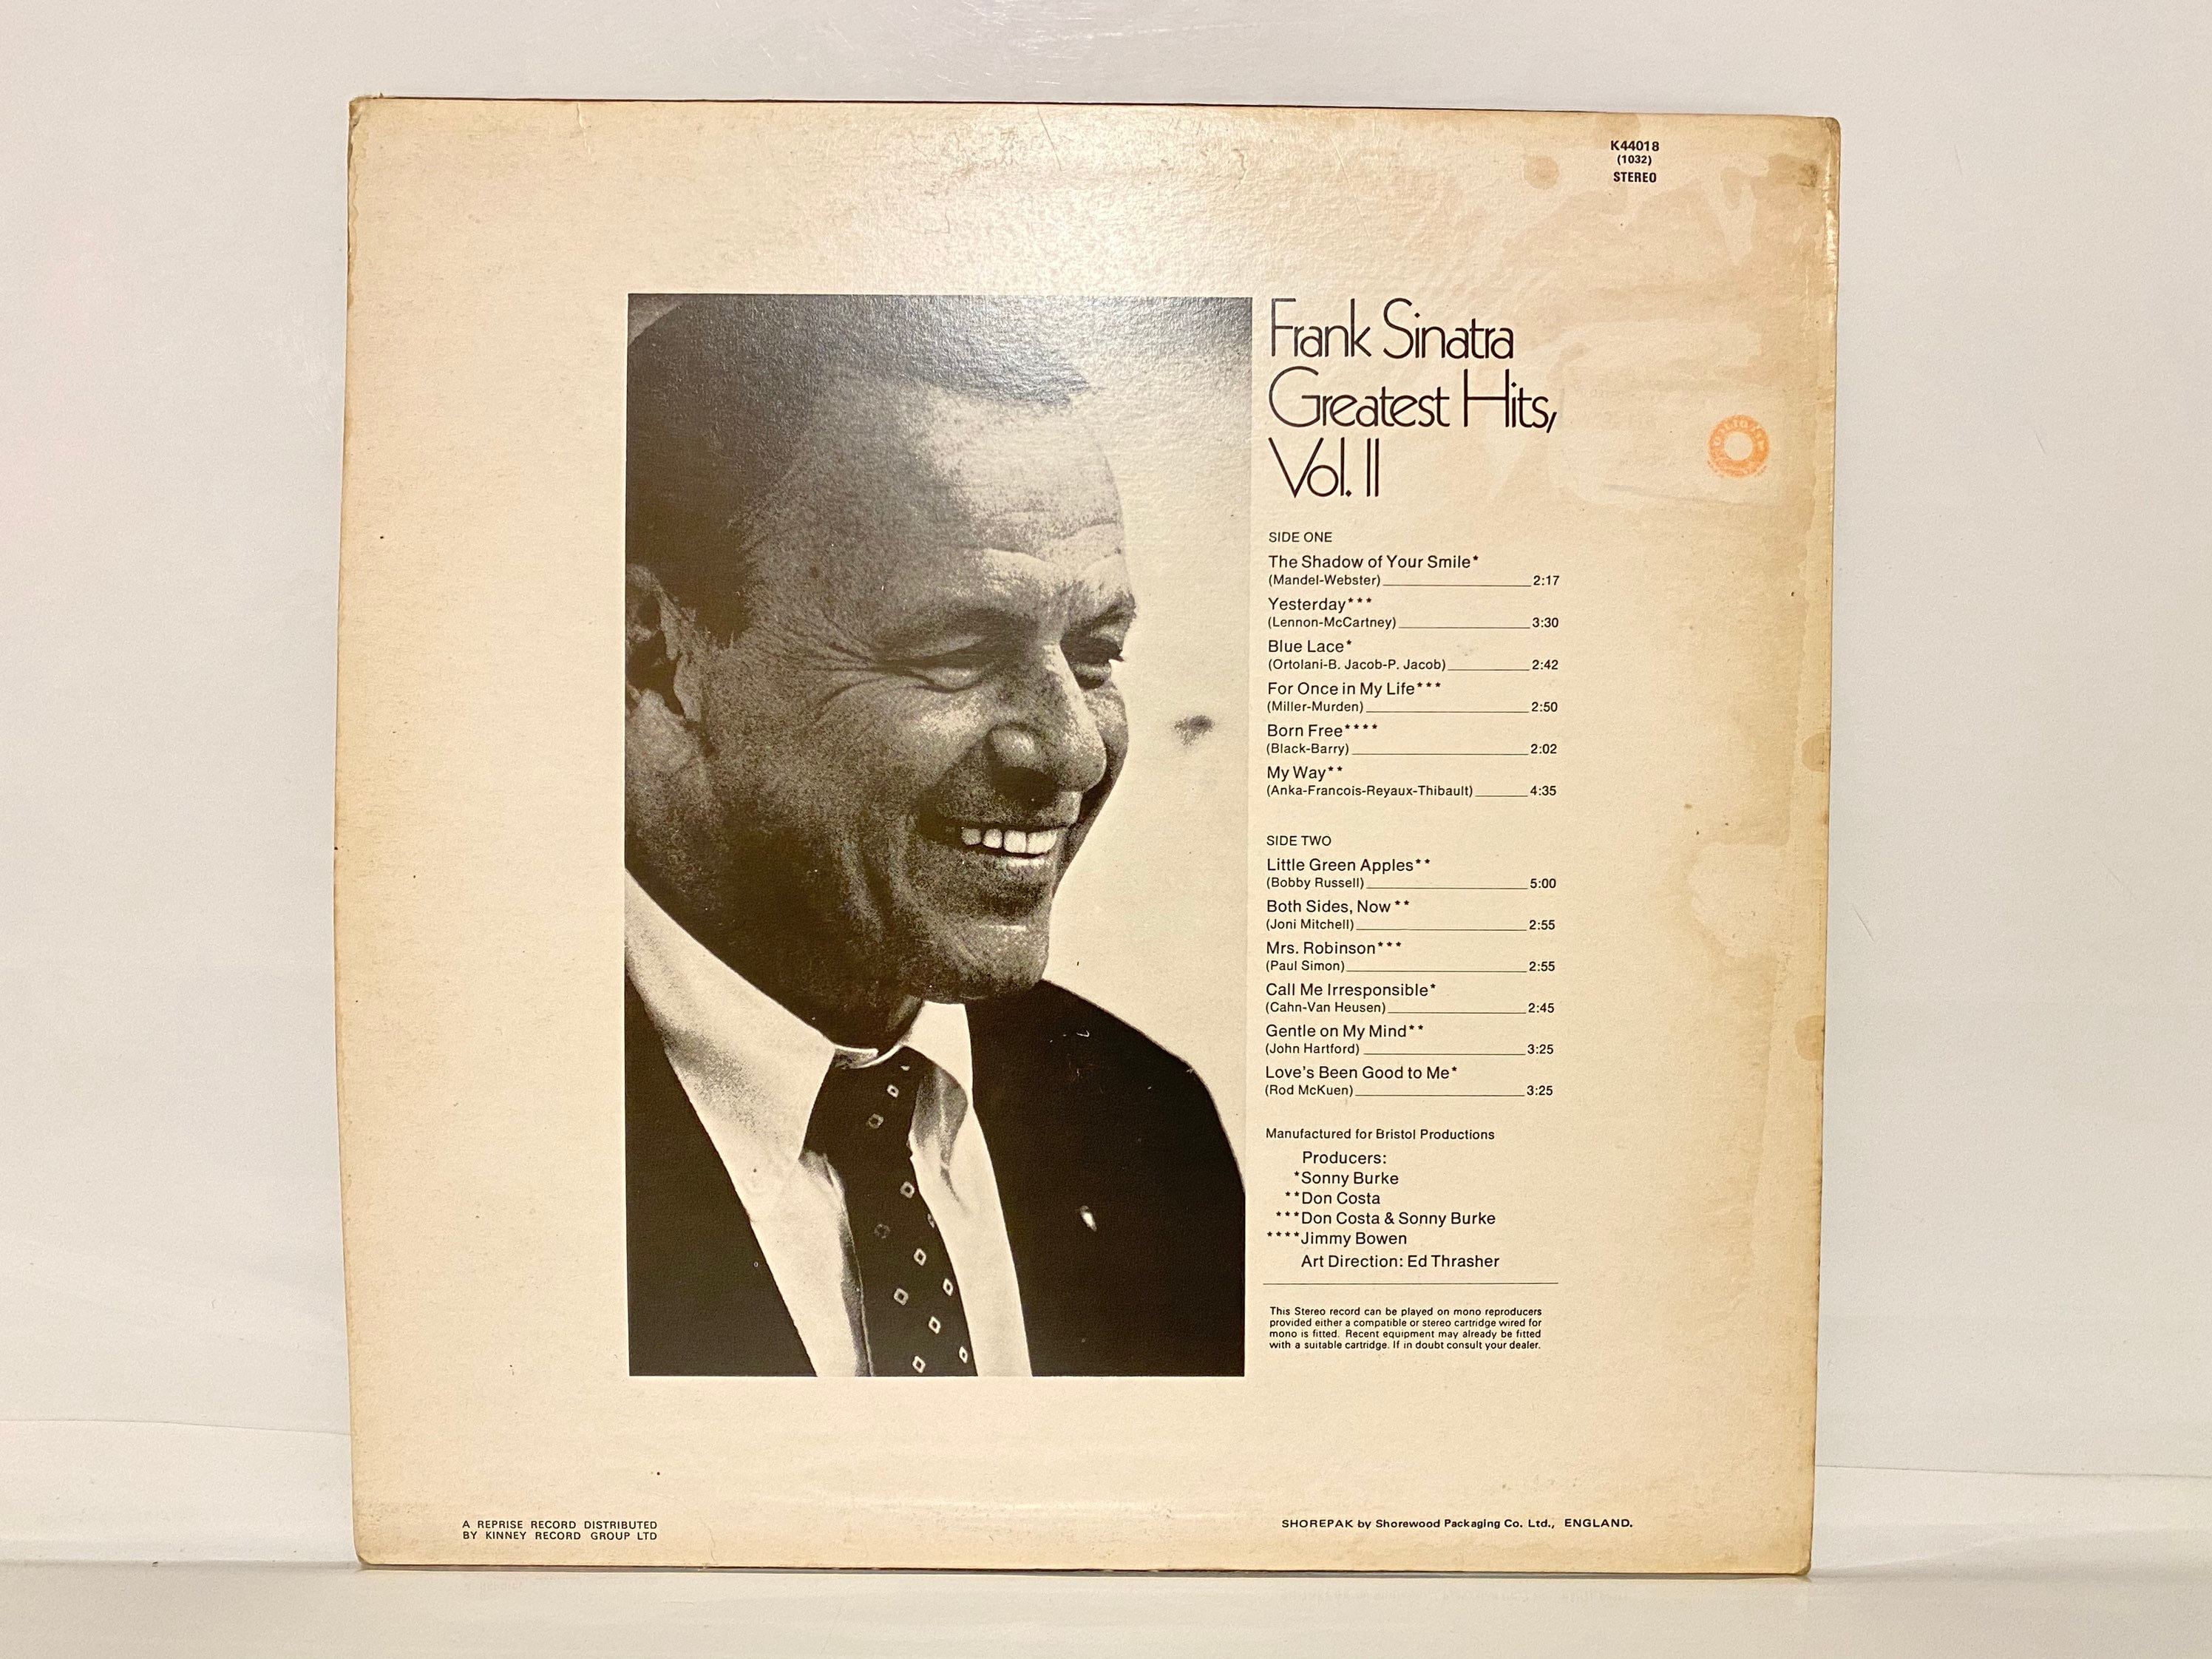 K44018
(1032)
STEREO
Frank Sinatra
Greatest Hits,
Vol. II
SIDE ONE
The Shadow of Your Smile*
(Mandel-Webster) 2:17
Yesterday***
(Lennon-McCartney) 3:30
Blue Lace*
(Ortolani-B. Jacob-P. Jacob) 2:42
For Once in My Life***
(Miller-Murden) 2:50
Born Free****
(Black-Barry) 2:02
My Way**
(Anka-Francois-Reyaux-Thibault) 4:35
SIDE TWO
Little Green Apples**
(Bobby Russell) 5:00
Both Sides, Now**
(Joni Mitchell) 2:55
Mrs. Robinson***
(Paul Simon) 2:55
Call Me Irresponsible*
(Cahn-Van Heusen) 2:45
Gentle on My Mind**
(John Hartford) 3:25
Love's Been Good to Me*
(Rod McKuen) 3:25
Manufactured for Bristol Productions
Producers:
*Sonny Burke
**Don Costa
***Don Costa & Sonny Burke
****Jimmy Bowen
Art Direction: Ed Thrasher
This Stereo record can be played on mono reproducers
provided either a compatible or stereo cartridge wired for
mono is fitted. Recent equipment may already be fitted
with a suitable cartridge. If in doubt consult your dealer.
A REPRISE RECORD DISTRIBUTED
BY KINNEY RECORD GROUP LTD
SHOREPAK by Shorewood Packaging Co. Ltd., ENGLAND.